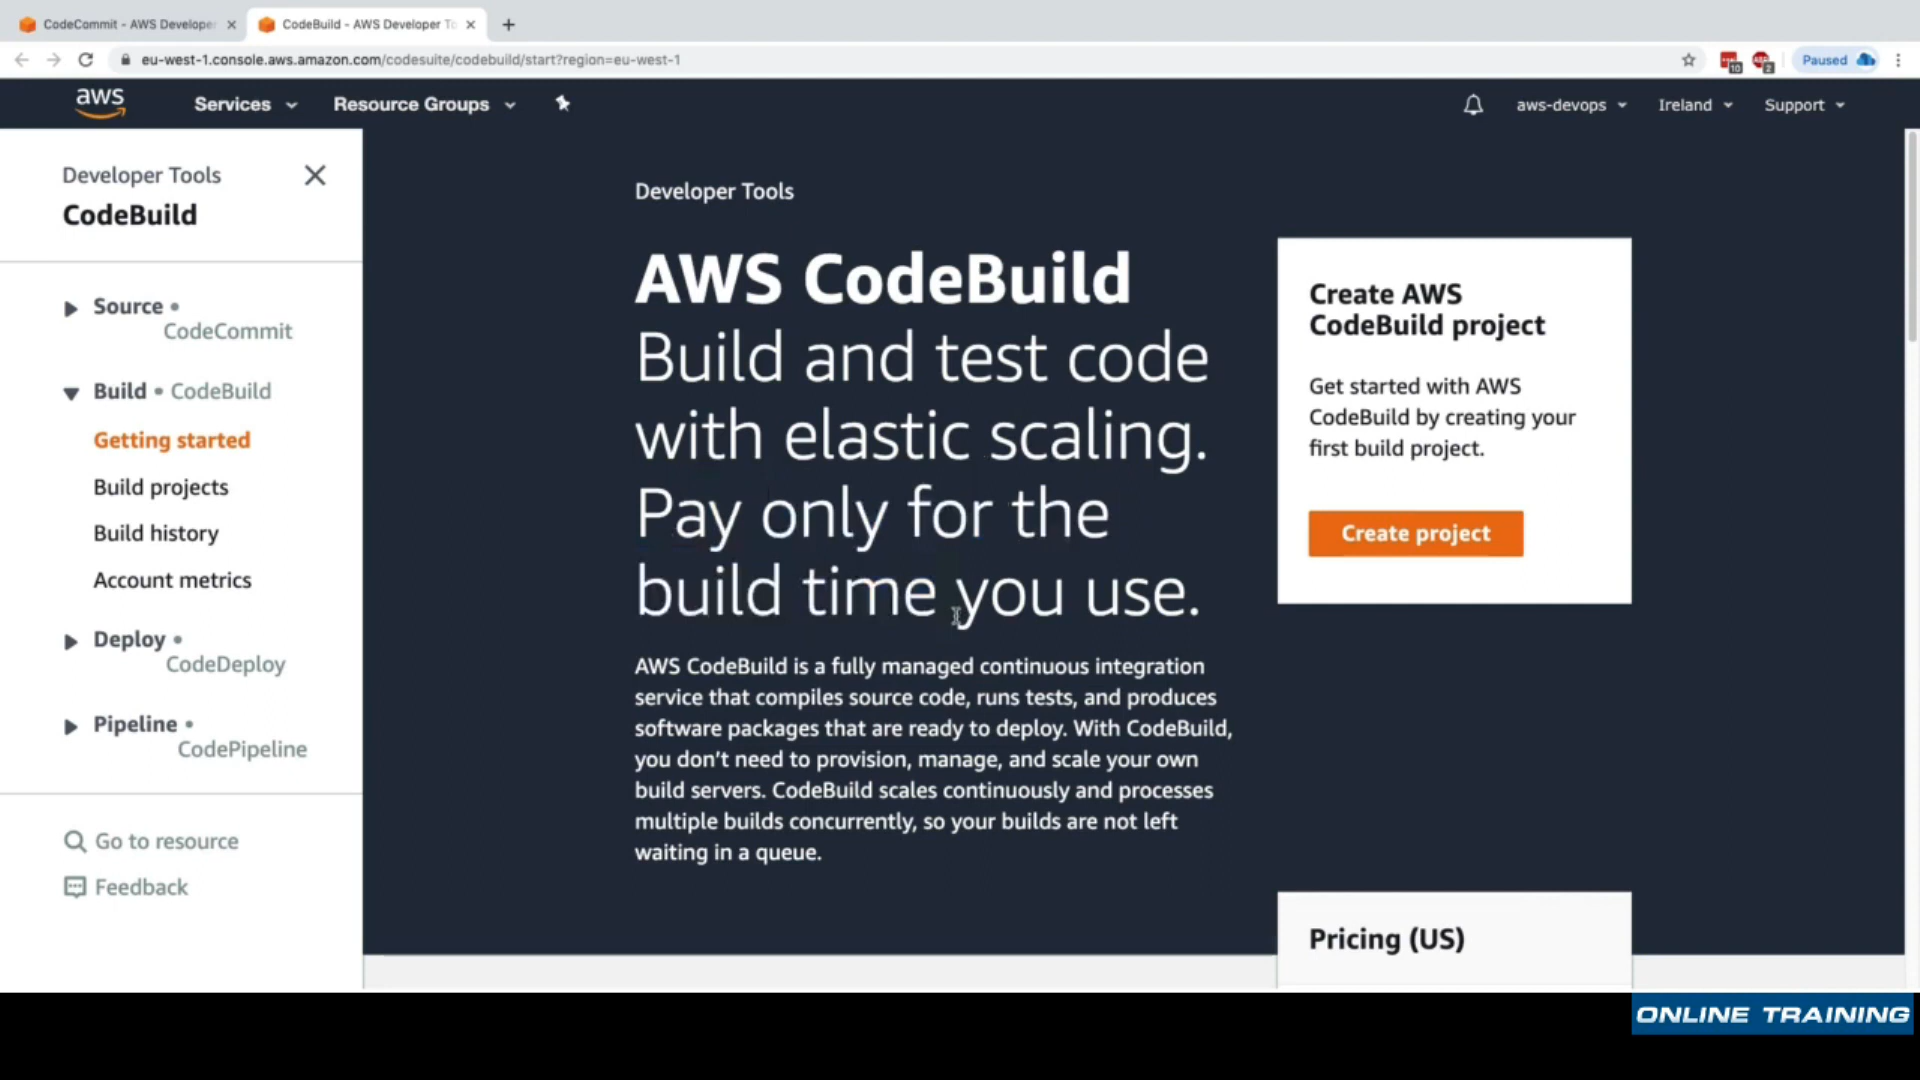 CodeCommit - AWS Developer
CodeBuild - AWS Developer To
eu-west-1.console.aws.amazon.com/codesuite/codebuild/start?region=eu-west-1
10
2
Paused
aws
Services
Resource Groups
aws-devops
Ireland
Support
Developer Tools
CodeBuild
Source •
CodeCommit
Build • CodeBuild
Getting started
Build projects
Build history
Account metrics
Deploy •
CodeDeploy
Pipeline •
CodePipeline
Go to resource
Feedback
Developer Tools
AWS CodeBuild
Build and test code
with elastic scaling.
Pay only for the
build time you use.
AWS CodeBuild is a fully managed continuous integration
service that compiles source code, runs tests, and produces
software packages that are ready to deploy. With CodeBuild,
you don't need to provision, manage, and scale your own
build servers. CodeBuild scales continuously and processes
multiple builds concurrently, so your builds are not left
waiting in a queue.
Create AWS
CodeBuild project
Get started with AWS
CodeBuild by creating your
first build project.
Create project
Pricing (US)
ONLINE TRAINING